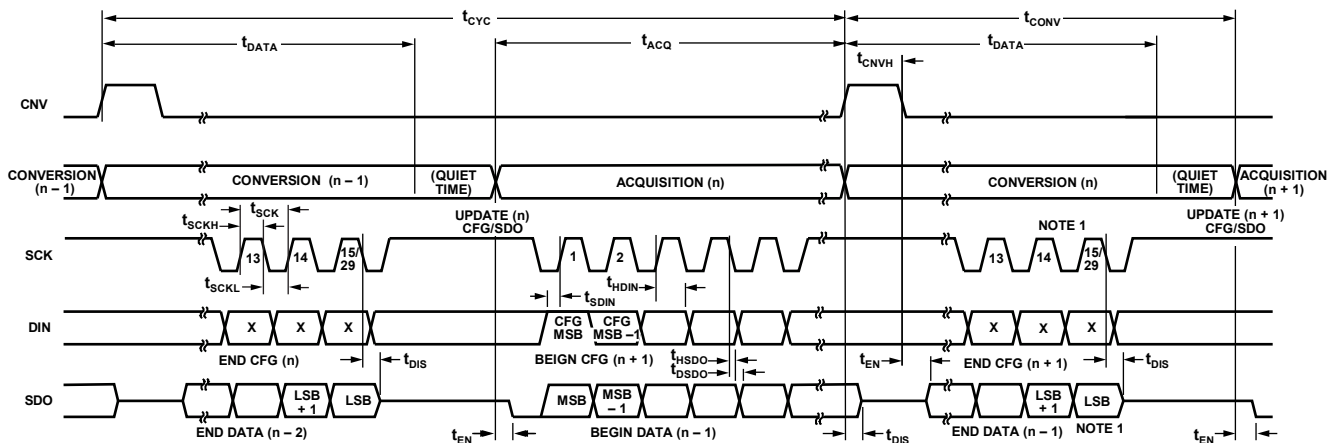 tCYC
tCONV
tDATA
tACQ
tDATA
tCNVH
CNV
CONVERSION
(n – 1)
CONVERSION (n – 1)
(QUIET
TIME)
ACQUISITION (n)
CONVERSION (n)
(QUIET
TIME)
ACQUISITION
(n + 1)
UPDATE (n)
CFG/SDO
NOTE 1
UPDATE (n + 1)
CFG/SDO
tSCKH
tSCK
SCK
13
14
15/
29
1
2
13
14
15/
29
tSCKL
tSDIN
tHDIN
DIN
X
X
X
CFG
MSB
CFG
MSB –1
X
X
X
END CFG (n)
tDIS
BEIGN CFG (n + 1)
tHSDO
tDSDO
tEN
END CFG (n + 1)
tDIS
SDO
LSB
+ 1
LSB
MSB
MSB
–1
LSB
+ 1
LSB
END DATA (n – 2)
tEN
BEGIN DATA (n – 1)
tDIS
END DATA (n – 1)
NOTE 1
tEN